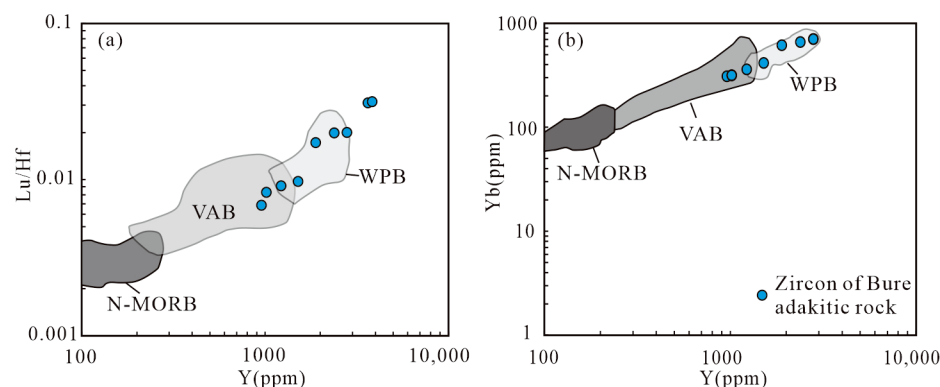 0.1
(a)
Lu/Hf
0.01
VAB
WPB
N-MORB
0.001
100
1000
10,000
Y(ppm)
1000
(b)
WPB
100
VAB
Yb(ppm)
N-MORB
10
Zircon of Bure
adakitic rock
1
100
1000
10,000
Y(ppm)